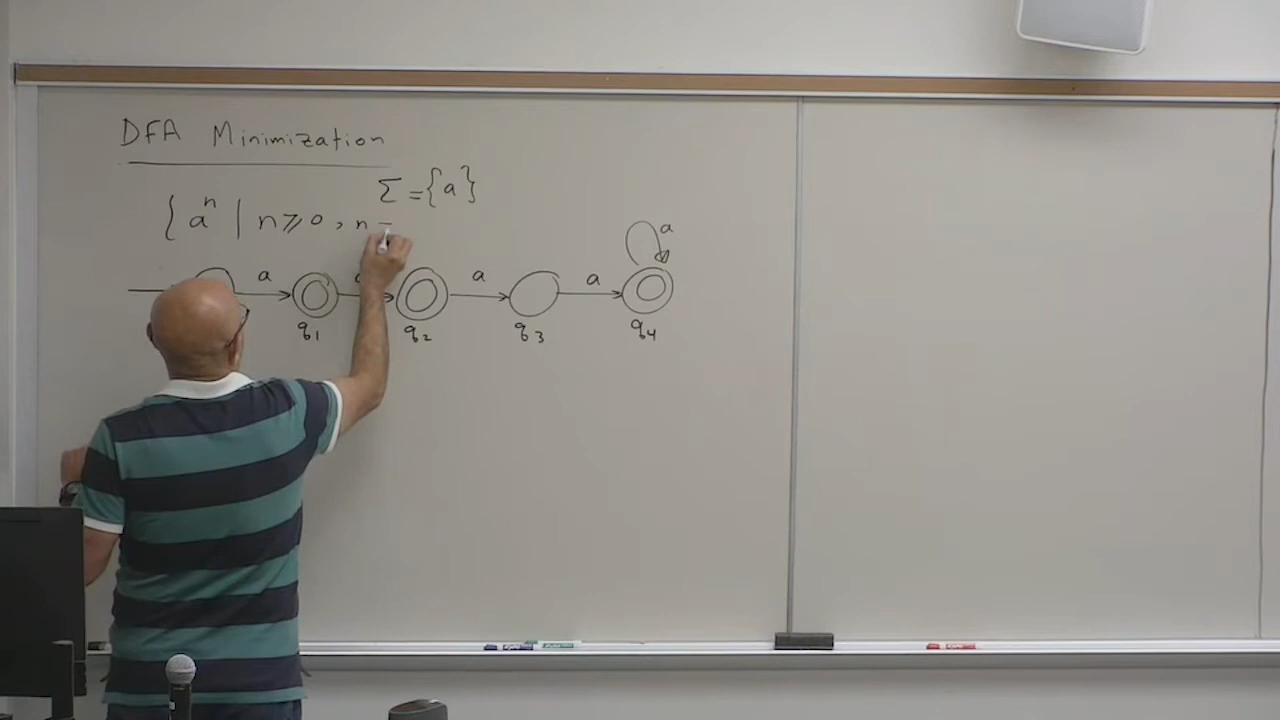 DFA Minimization
Σ = {a}
{ aⁿ | n ⩾ 0 , n
a a a a
q₁ q₂ q₃ q₄